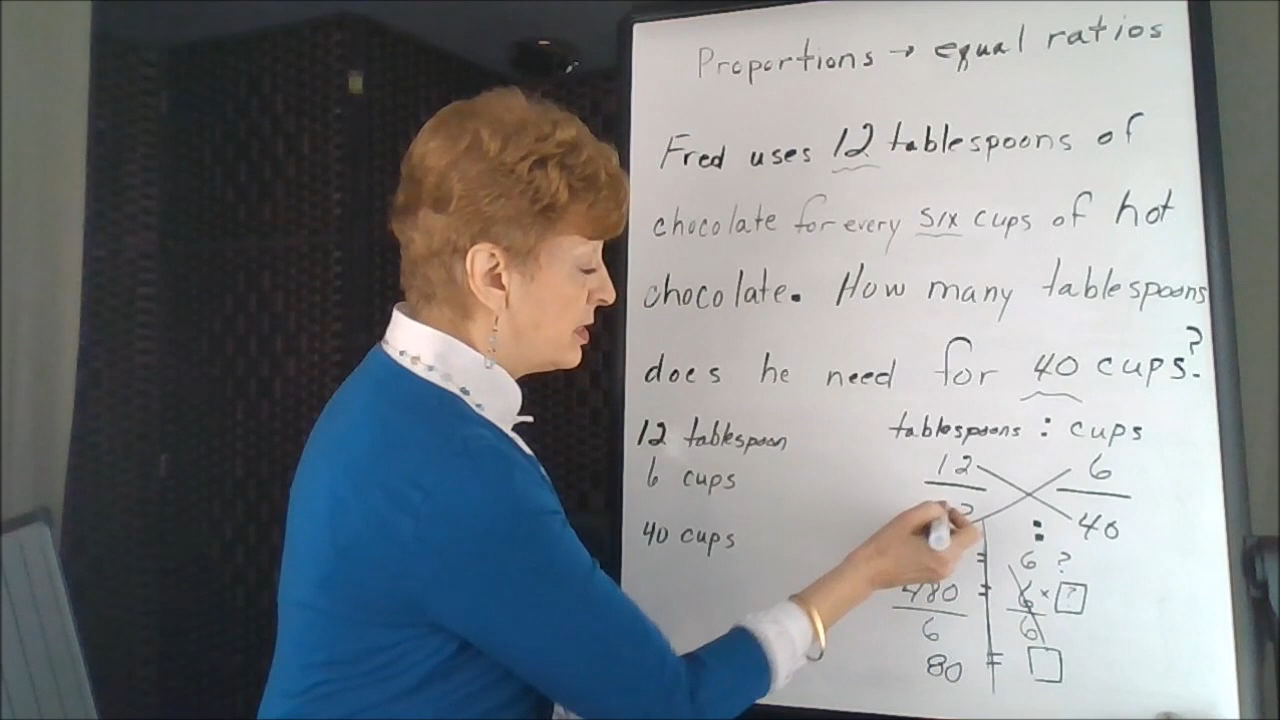 Proportions → equal ratios
Fred uses 12 tablespoons of
chocolate for every six cups of hot
chocolate. How many tablespoons
does he need for 40 cups?
12 tablespoon
6 cups
40 cups
tablespoons : cups
12 6
? : 40
= 6 ?
480 = 6 × ?
6 6
80 =